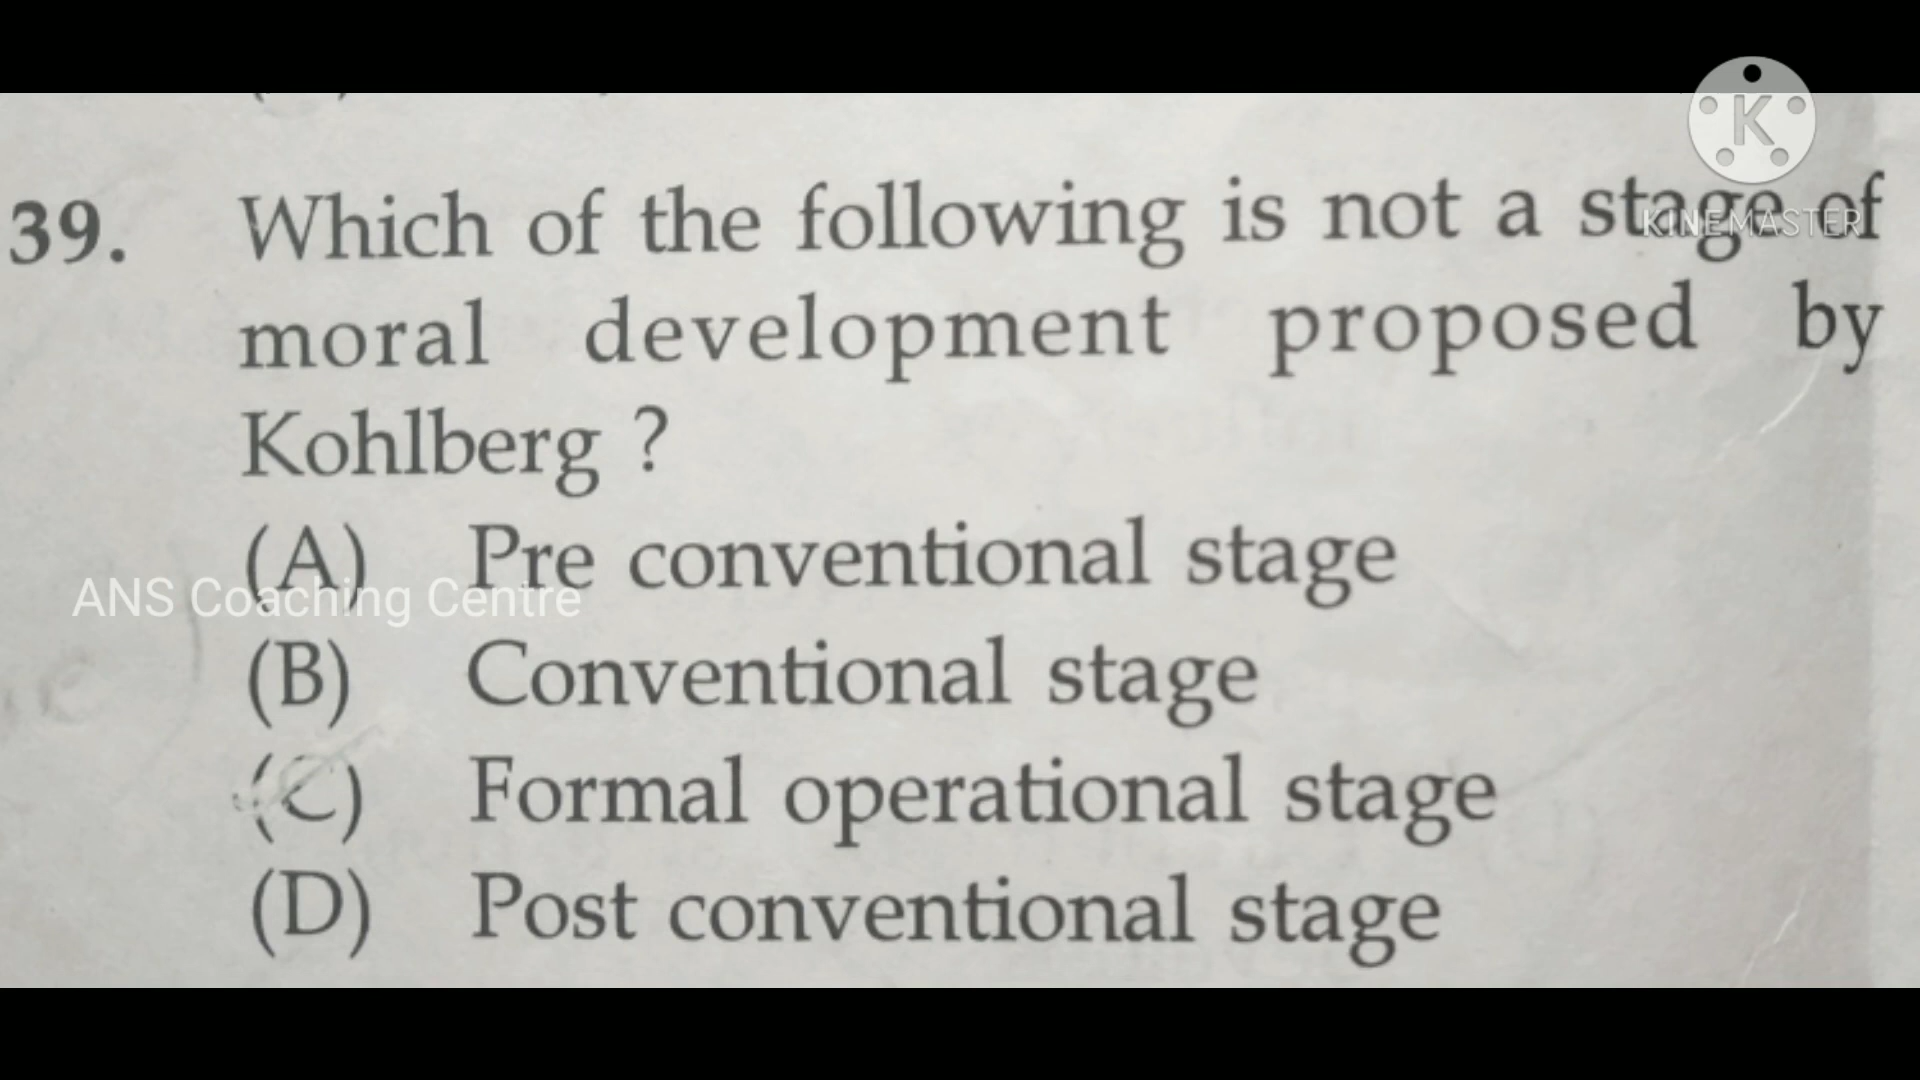 K
KINEMASTER
39. Which of the following is not a stage of
moral development proposed by
Kohlberg ?
(A) Pre conventional stage
ANS Coaching Centre
(B) Conventional stage
(C) Formal operational stage
(D) Post conventional stage